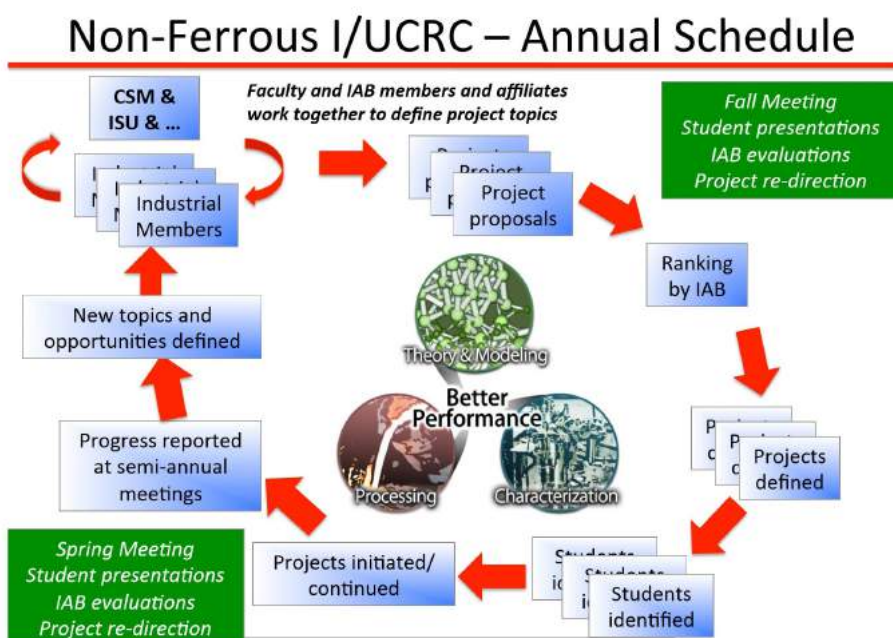 Non-Ferrous I/UCRC – Annual Schedule
CSM &
ISU & ...
Faculty and IAB members and affiliates
work together to define project topics
Fall Meeting
Student presentations
IAB evaluations
Project re-direction
Industrial
Members
Project
Project
proposals
Ranking
by IAB
New topics and
opportunities defined
Theory & Modeling
Better
Performance
Processing
Characterization
Progress reported
at semi-annual
meetings
Projects
defined
Spring Meeting
Student presentations
IAB evaluations
Project re-direction
Projects initiated/
continued
Students
Students
Students
identified